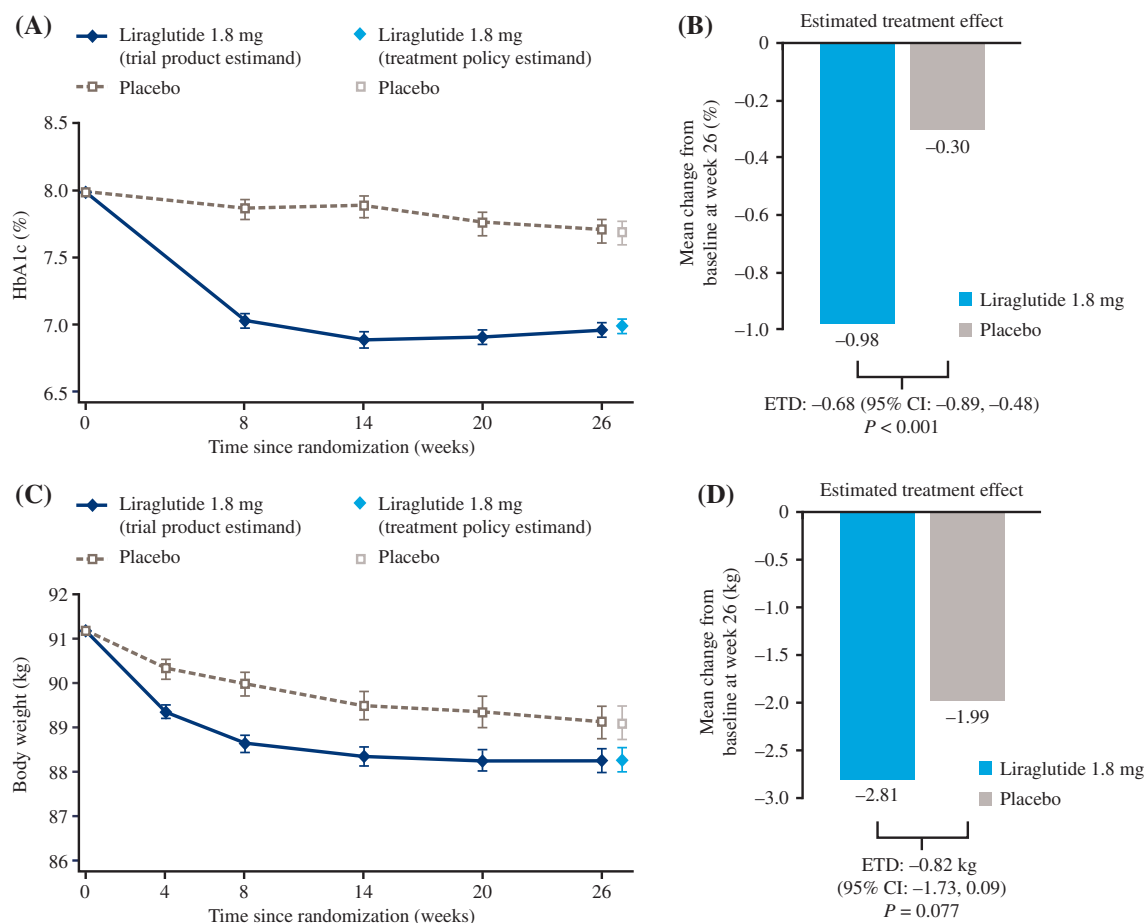 (A)
Liraglutide 1.8 mg
(trial product estimand)
Liraglutide 1.8 mg
(treatment policy estimand)
Placebo
Placebo
HbA1c (%)
8.5
8.0
7.5
7.0
6.5
0 8 14 20 26
Time since randomization (weeks)
(B)
Estimated treatment effect
Mean change from
baseline at week 26 (%)
0
−0.2
−0.4
−0.6
−0.8
−1.0
−0.30
−0.98
Liraglutide 1.8 mg
Placebo
ETD: −0.68 (95% CI: −0.89, −0.48)
P < 0.001
(C)
Liraglutide 1.8 mg
(trial product estimand)
Liraglutide 1.8 mg
(treatment policy estimand)
Placebo
Placebo
Body weight (kg)
92
91
90
89
88
87
86
0 4 8 14 20 26
Time since randomization (weeks)
(D)
Estimated treatment effect
Mean change from
baseline at week 26 (kg)
0
−0.5
−1.0
−1.5
−2.0
−2.5
−3.0
−1.99
−2.81
Liraglutide 1.8 mg
Placebo
ETD: −0.82 kg
(95% CI: −1.73, 0.09)
P = 0.077